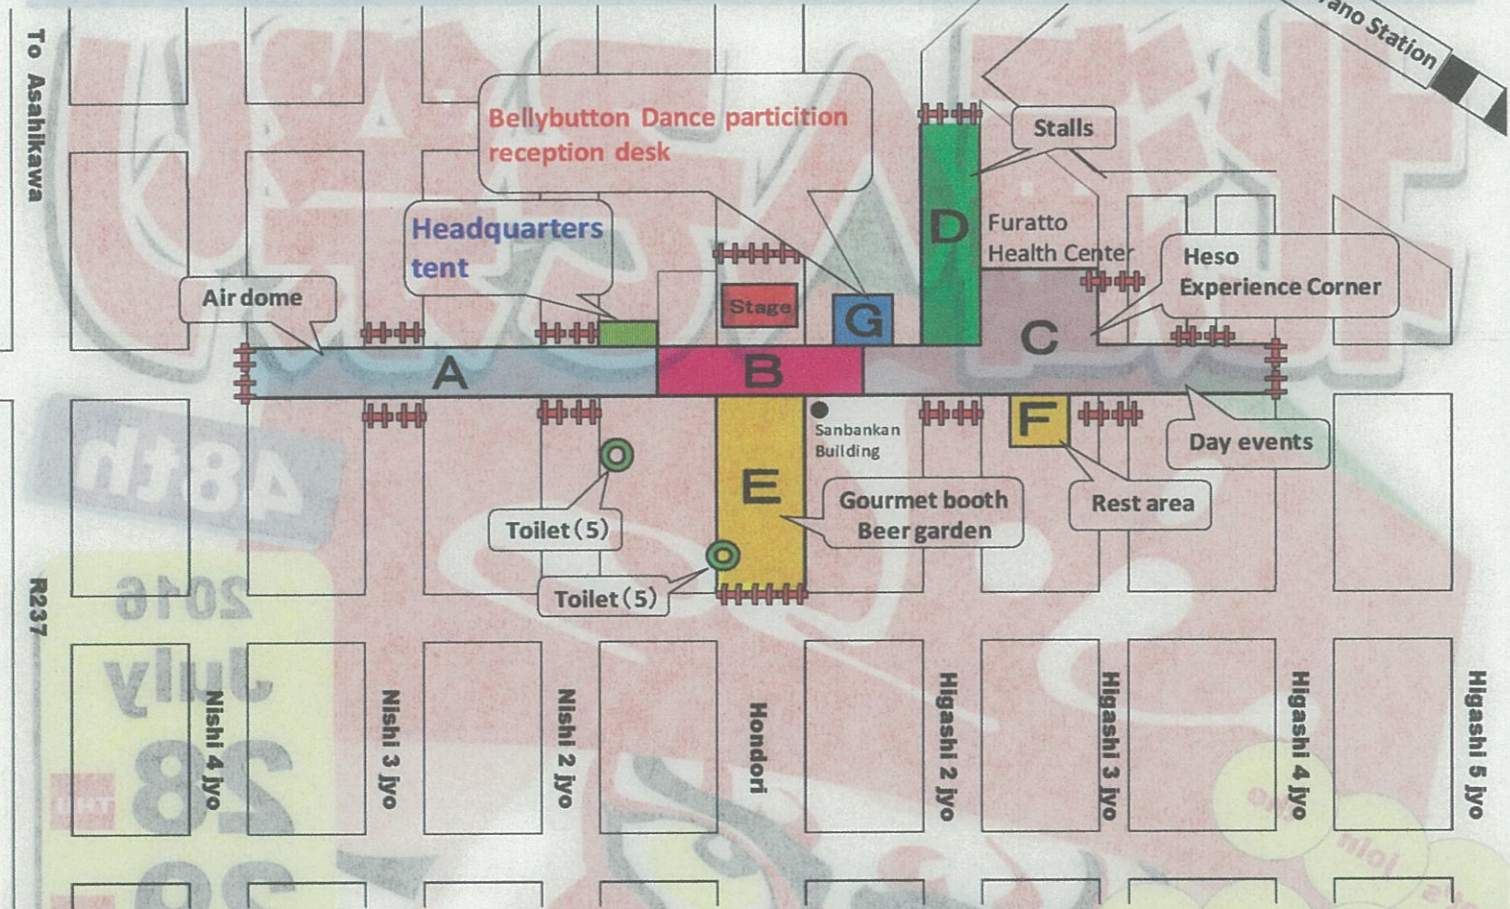 To Asahikawa
ano Station
Bellybutton Dance particition
reception desk
Stalls
Headquarters
tent
D
Furatto
Health Center
Heso
Experience Corner
Air dome
Stage
G
C
A
B
F
Sanbankan
Building
Day events
E
Gourmet booth
Beer garden
Rest area
Toilet(5)
Toilet(5)
R237
Nishi 4 jyo
Nishi 3 jyo
Nishi 2 jyo
Hondori
Higashi 2 jyo
Higashi 3 jyo
Higashi 4 jyo
Higashi 5 jyo
48th
2016
July
28
THU
join